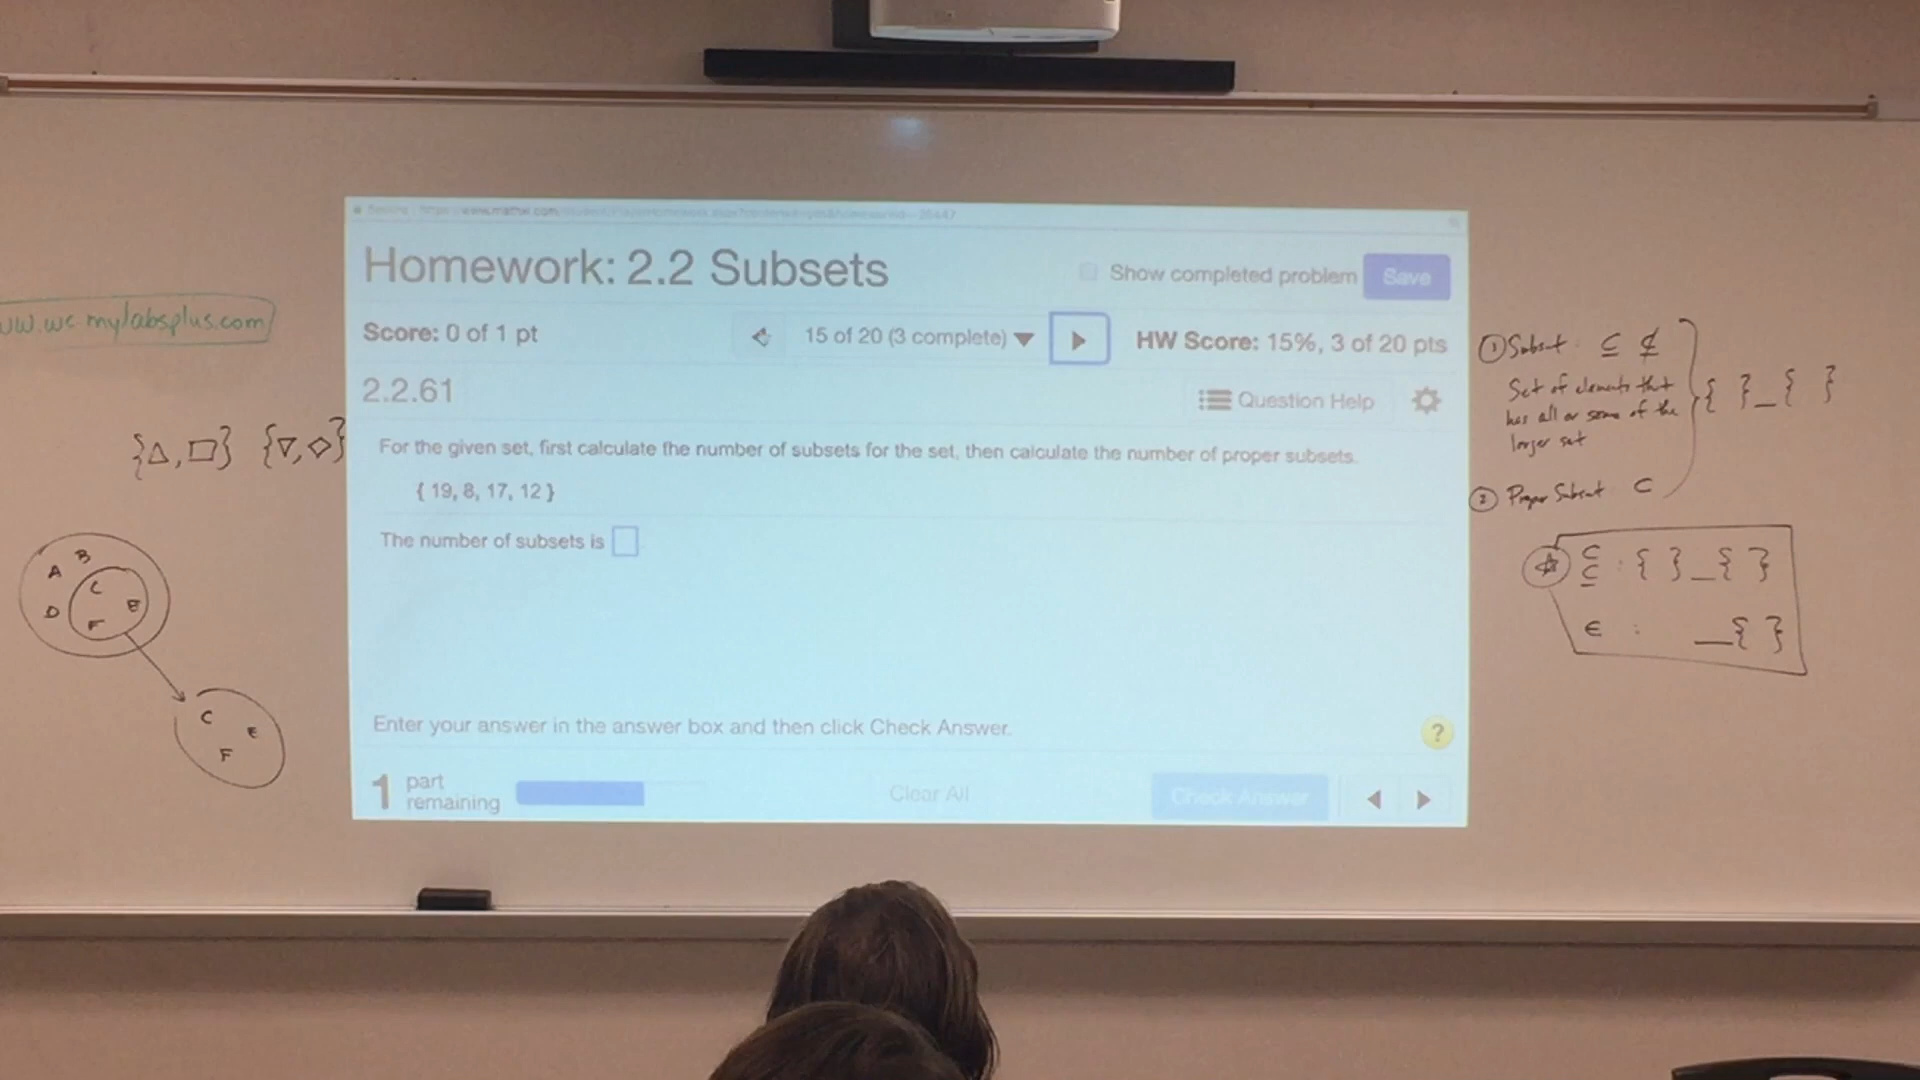 Homework: 2.2 Subsets
Show completed problem
Save
Score: 0 of 1 pt
15 of 20 (3 complete)
HW Score: 15%, 3 of 20 pts
2.2.61
Question Help
For the given set, first calculate the number of subsets for the set, then calculate the number of proper subsets.
{ 19, 8, 17, 12 }
The number of subsets is
Enter your answer in the answer box and then click Check Answer.
?
1 part remaining
Clear All
Check Answer
mylabsplus.com
{△, □} {▽, ◇}
A B
C
D E
F
C E
F
① Subset : ⊆ ⊈
Set of elements that
has all or some of the
larger set
{ } _ { }
② Proper Subset ⊂
☆ ⊂ ⊆ : { } _ { }
∈ : _ { }